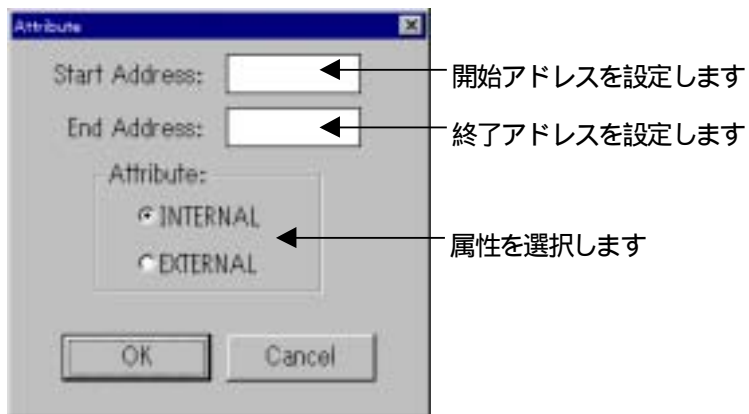 Attribute
Start Address:
開始アドレスを設定します
End Address:
終了アドレスを設定します
Attribute:
INTERNAL
属性を選択します
EXTERNAL
OK
Cancel